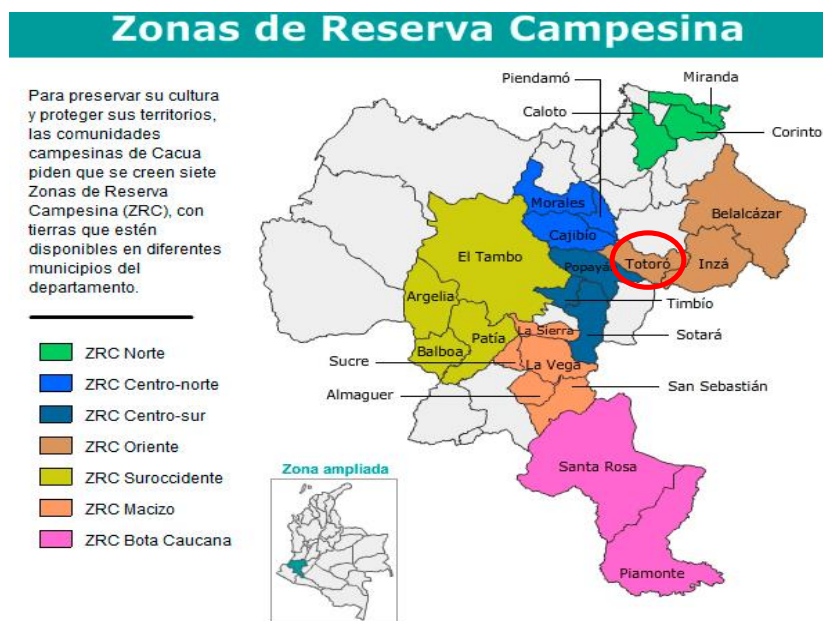 Zonas de Reserva Campesina
Para preservar su cultura
y proteger sus territorios,
las comunidades
campesinas de Cacua
piden que se creen siete
Zonas de Reserva
Campesina (ZRC), con
tierras que estén
disponibles en diferentes
municipios del
departamento.
ZRC Norte
ZRC Centro-norte
ZRC Centro-sur
ZRC Oriente
ZRC Suroccidente
ZRC Macizo
ZRC Bota Caucana
Zona ampliada
Piendamó
Miranda
Caloto
Corinto
Morales
Belalcázar
Cajibío
El Tambo
Popayá
Totoró
Inzá
Argelia
Timbío
Patía
La Sierra
Sotará
Balboa
Sucre
La Vega
Almaguer
San Sebastián
Santa Rosa
Piamonte